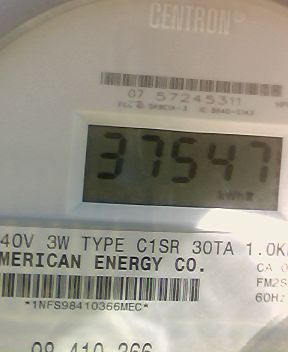 CENTRON®
07 57245311
37547
kWhR
40V 3W TYPE C1SR 30TA 1.0K
MERICAN ENERGY CO.
CA 0
FM2S
*1NFS98410366MEC*
60HZ
98 410 366